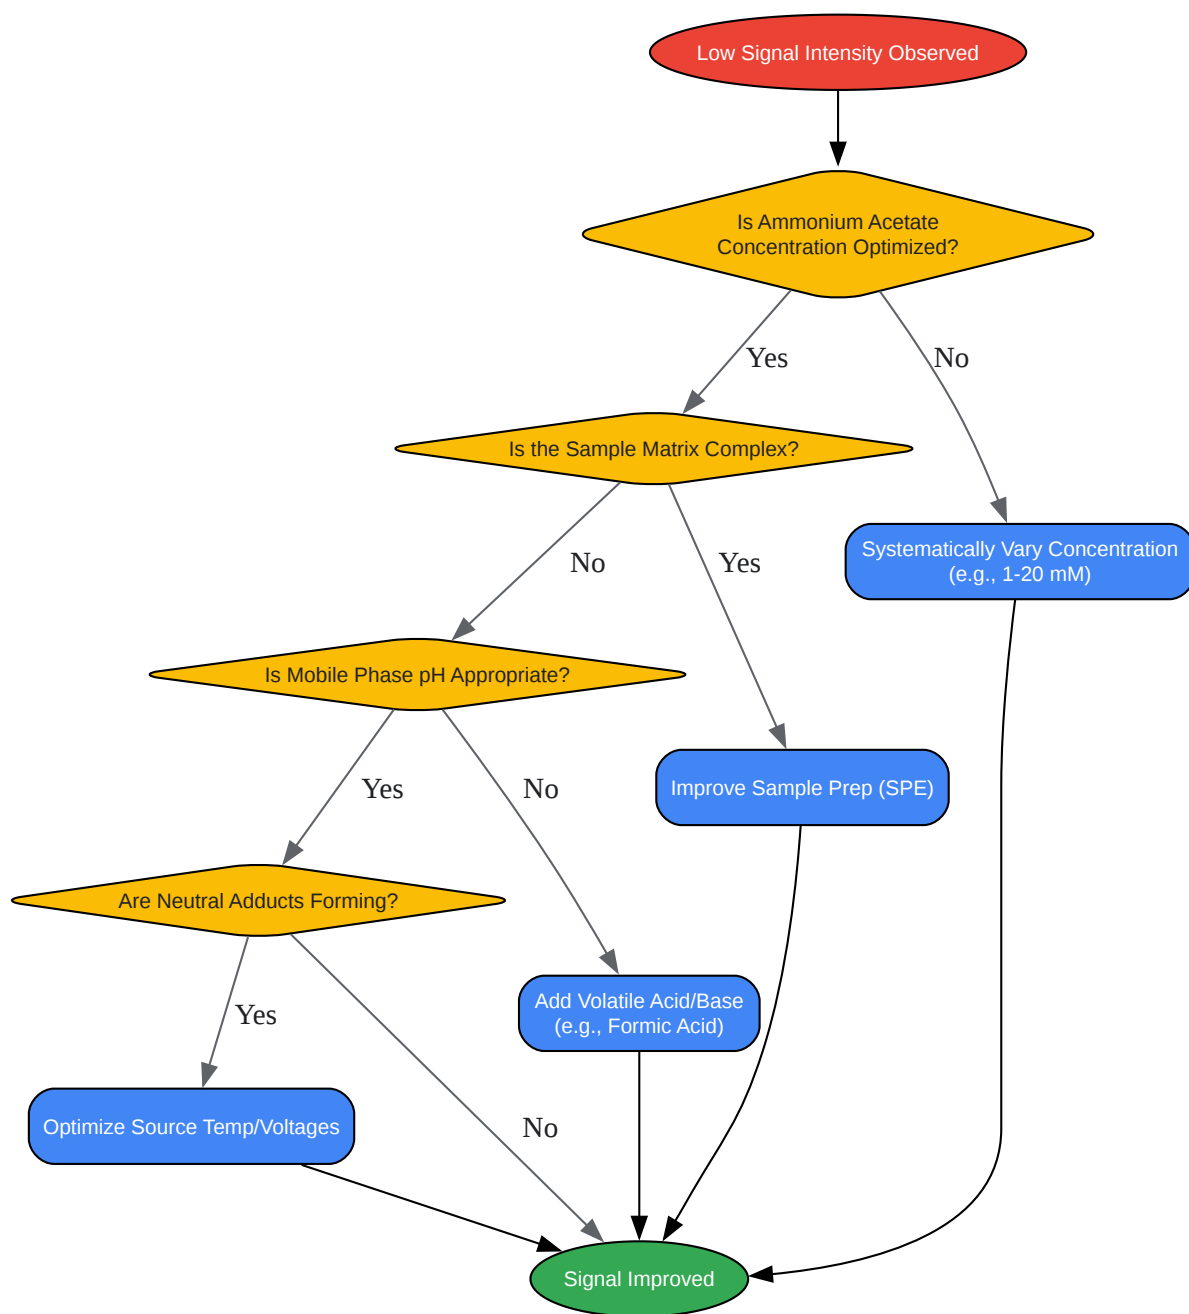 Low Signal Intensity Observed
Is Ammonium Acetate
Concentration Optimized?
Yes
No
Is the Sample Matrix Complex?
Systematically Vary Concentration
(e.g., 1-20 mM)
No
Yes
Is Mobile Phase pH Appropriate?
Improve Sample Prep (SPE)
Yes
No
Are Neutral Adducts Forming?
Add Volatile Acid/Base
(e.g., Formic Acid)
Yes
Optimize Source Temp/Voltages
No
Signal Improved